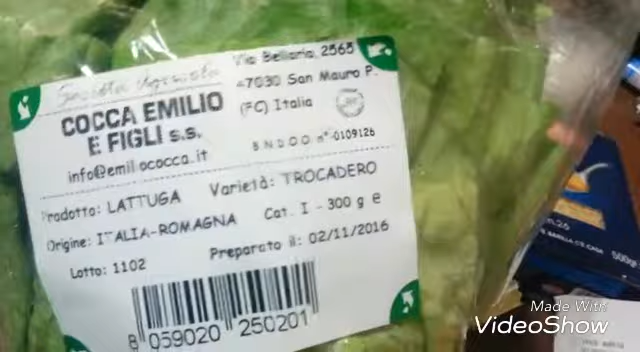 Società Agricola
COCCA EMILIO
E FIGLI s.s.
info@emiliococca.it
Via Bellaria, 2565
47030 San Mauro P.
(FC) Italia
B.N.D.O.O. n° 0109126
Prodotto: LATTUGA Varietà: TROCADERO
Origine: ITALIA-ROMAGNA Cat. I - 300 g e
Lotto: 1102 Preparato il: 02/11/2016
8 059020 250201
500g
Made With
VideoShow